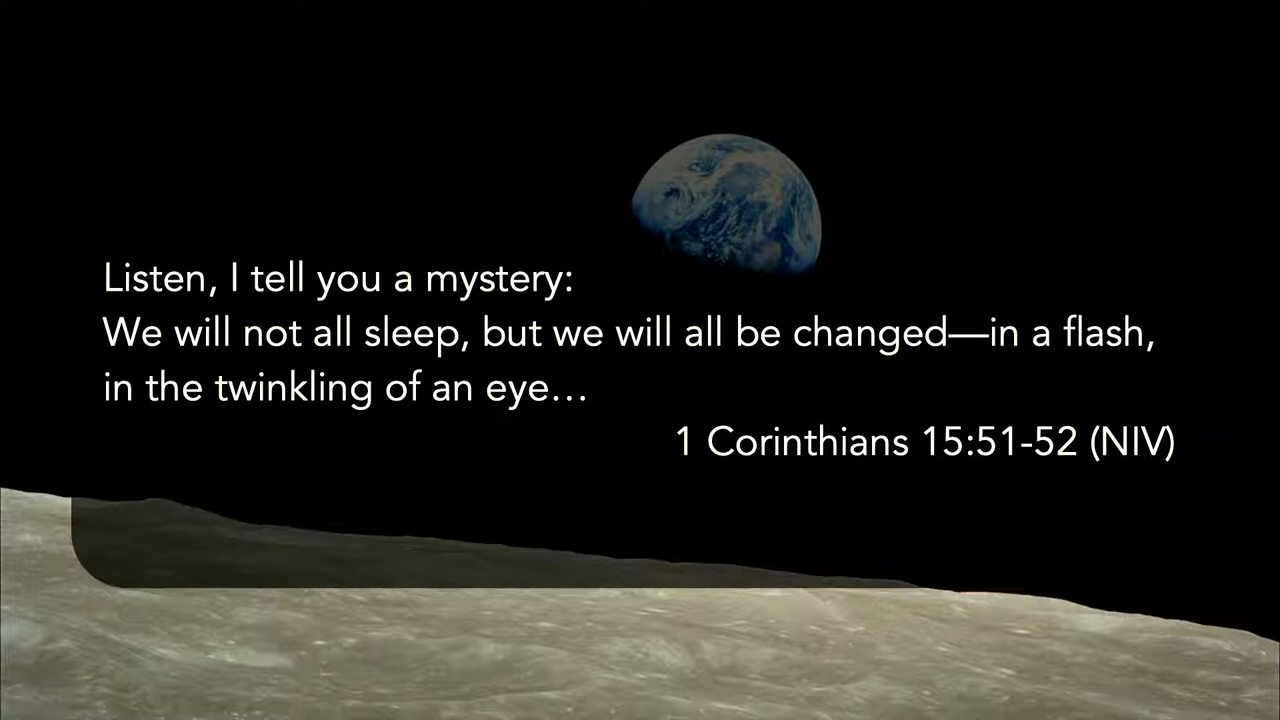 Listen, I tell you a mystery:
We will not all sleep, but we will all be changed—in a flash,
in the twinkling of an eye…
1 Corinthians 15:51-52 (NIV)